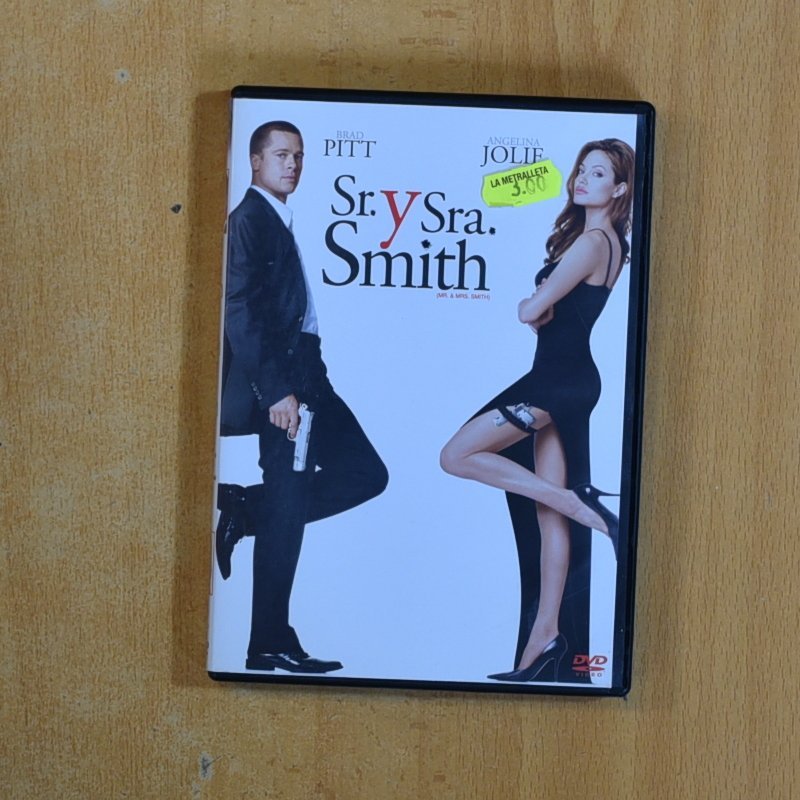 BRAD
PITT
ANGELINA
JOLIE
LA METRALLETA
3.00
Sr. y Sra.
Smith
(MR. & MRS. SMITH)
DVD
VIDEO